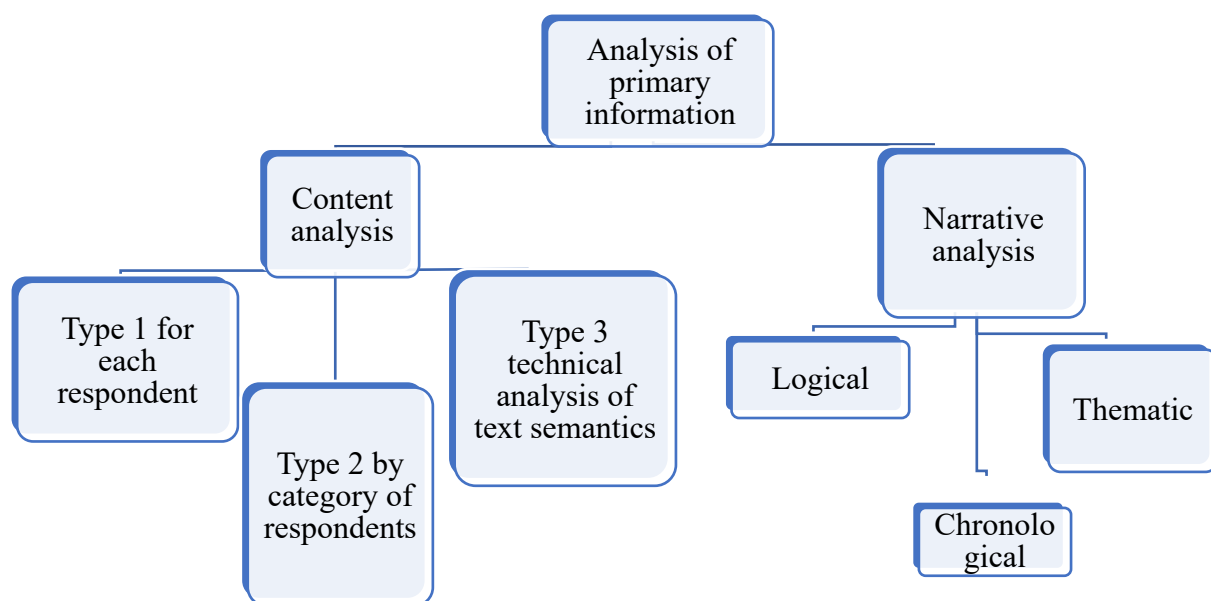 Analysis of
primary
information
Content
analysis
Narrative
analysis
Type 1 for
each
respondent
Type 2 by
category of
respondents
Type 3
technical
analysis of
text semantics
Logical
Chronolo
gical
Thematic